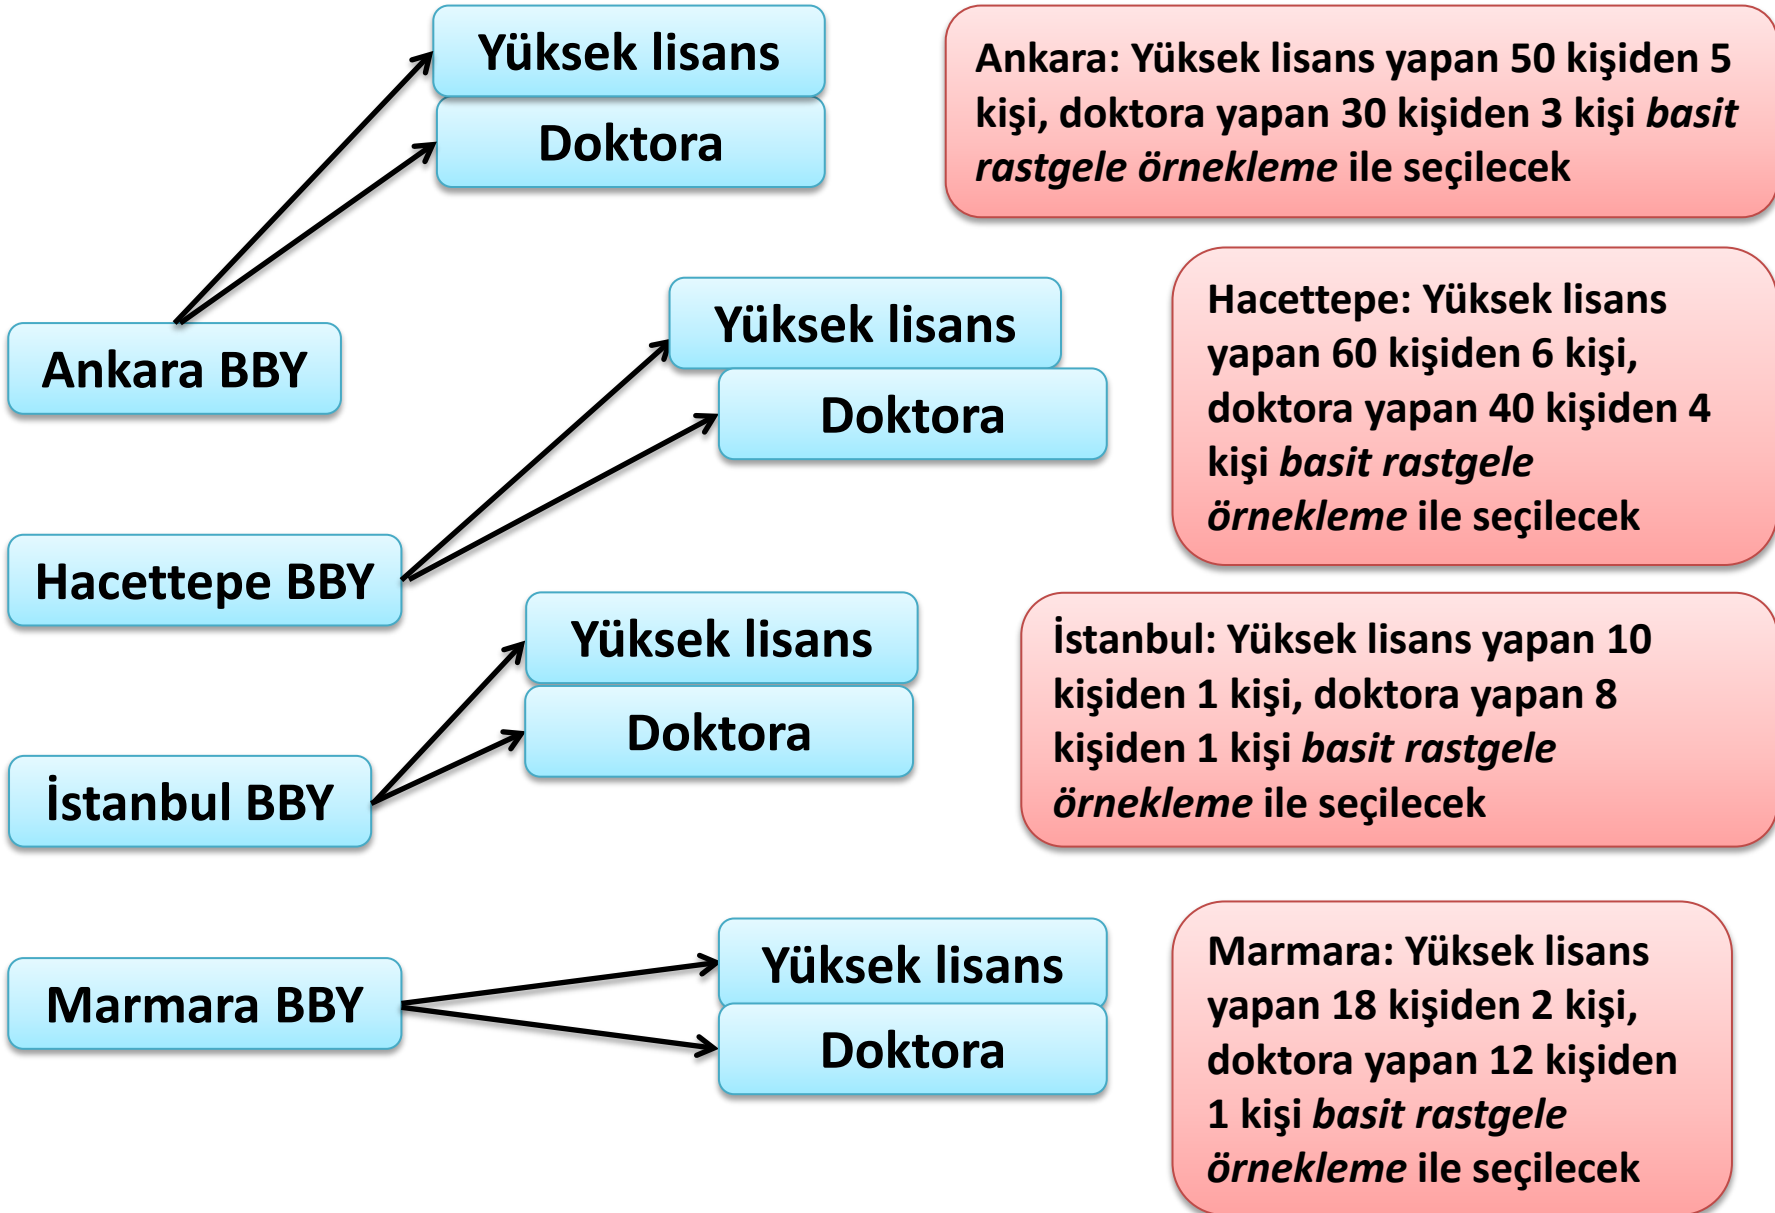 Yüksek lisans
Doktora
Ankara: Yüksek lisans yapan 50 kişiden 5
kişi, doktora yapan 30 kişiden 3 kişi basit
rastgele örnekleme ile seçilecek
Ankara BBY
Yüksek lisans
Doktora
Hacettepe: Yüksek lisans
yapan 60 kişiden 6 kişi,
doktora yapan 40 kişiden 4
kişi basit rastgele
örnekleme ile seçilecek
Hacettepe BBY
Yüksek lisans
Doktora
İstanbul: Yüksek lisans yapan 10
kişiden 1 kişi, doktora yapan 8
kişiden 1 kişi basit rastgele
örnekleme ile seçilecek
İstanbul BBY
Yüksek lisans
Doktora
Marmara: Yüksek lisans
yapan 18 kişiden 2 kişi,
doktora yapan 12 kişiden
1 kişi basit rastgele
örnekleme ile seçilecek
Marmara BBY